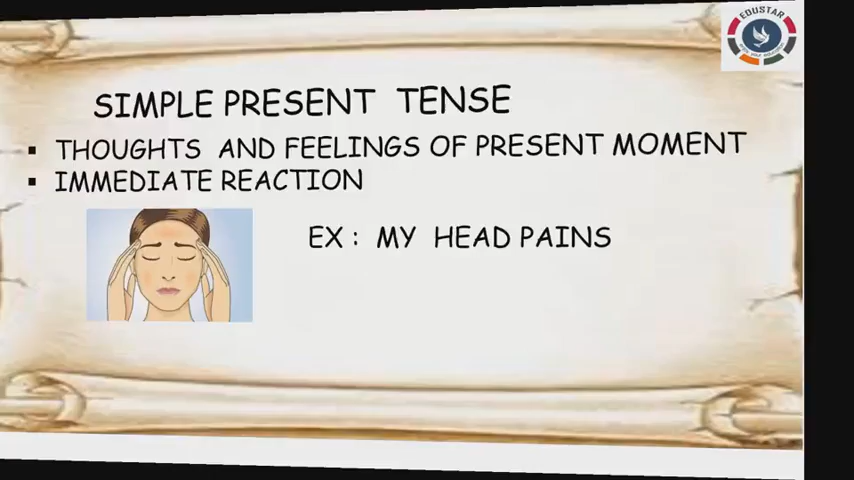 EDUSTAR
SIMPLE PRESENT TENSE
▪ THOUGHTS AND FEELINGS OF PRESENT MOMENT
▪ IMMEDIATE REACTION
EX : MY HEAD PAINS